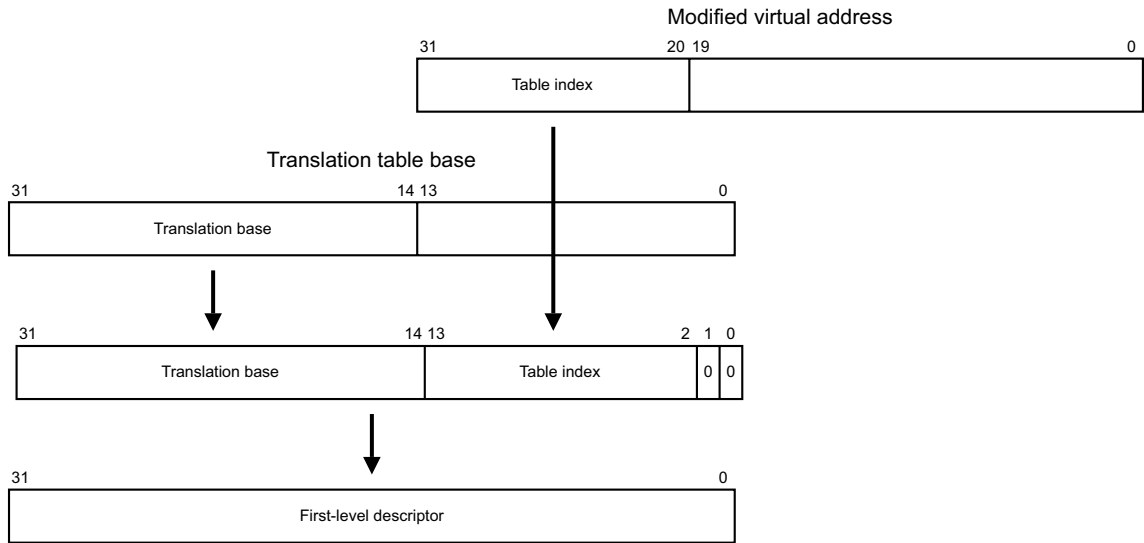 Modified virtual address
31 20 19 0
Table index
Translation table base
31 14 13 0
Translation base
31 14 13 2 1 0
Translation base Table index 0 0
31 0
First-level descriptor